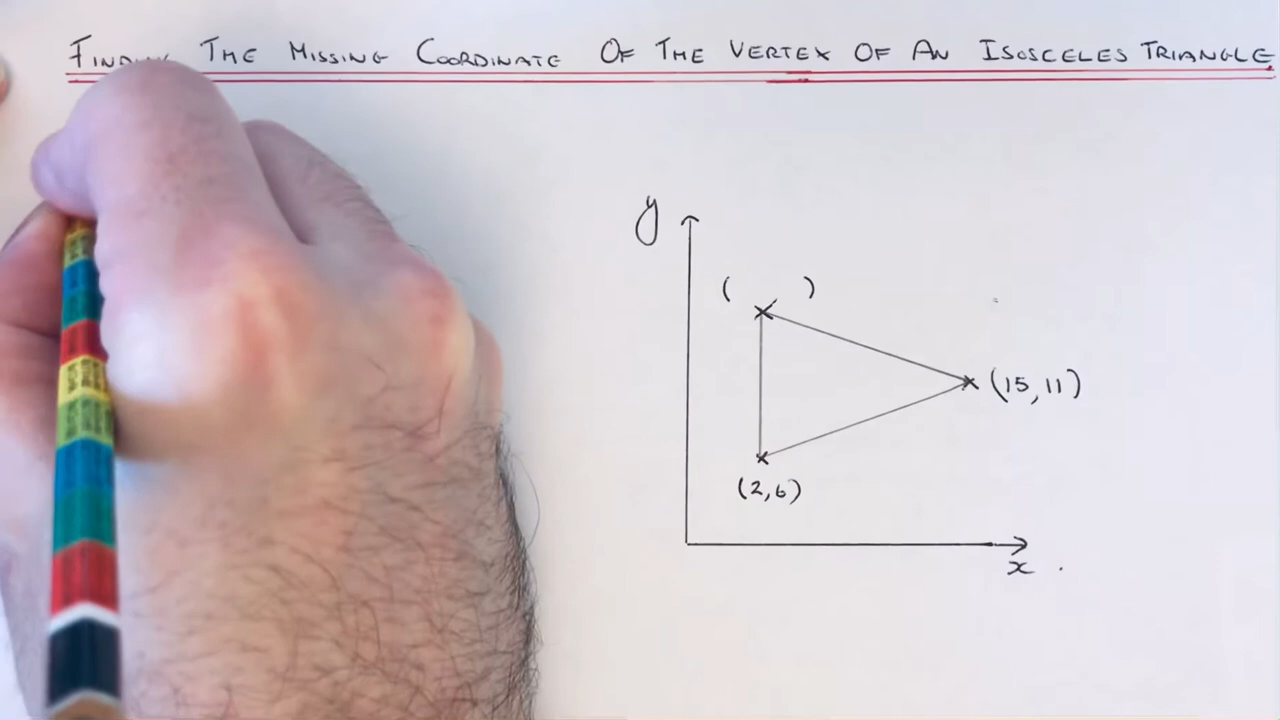 THE MISSING COORDINATE OF THE VERTEX OF AN ISOSCELES TRIANGLE.
y
( )
(15,11)
(2,6)
x